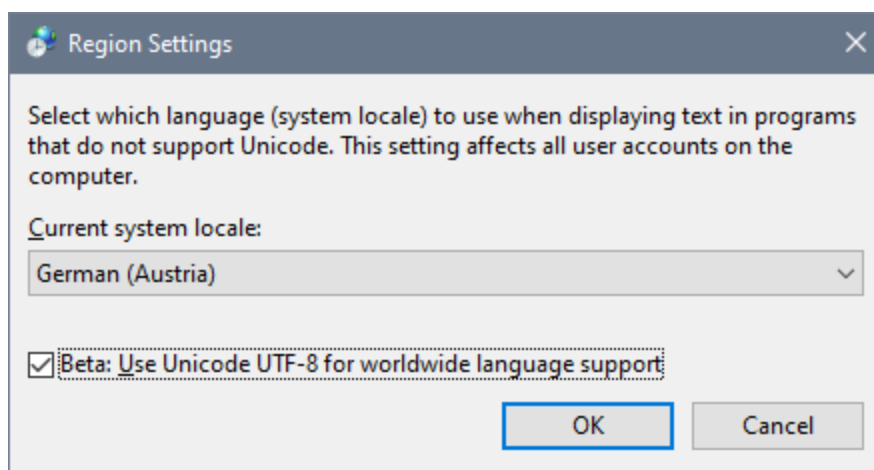 Region Settings
Select which language (system locale) to use when displaying text in programs
that do not support Unicode. This setting affects all user accounts on the
computer.
Current system locale:
German (Austria)
Beta: Use Unicode UTF-8 for worldwide language support
OK
Cancel